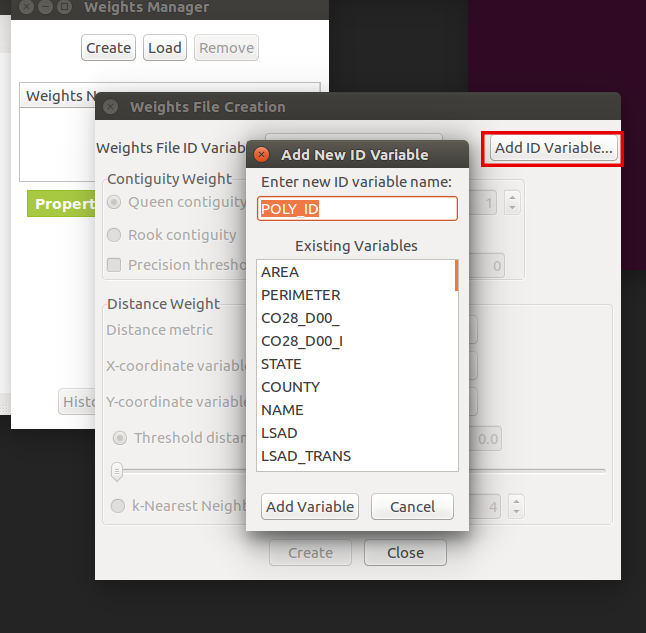 Weights Manager
Create Load Remove
Weights N
Weights File Creation
Weights File ID Variab
Add ID Variable...
Add New ID Variable
Enter new ID variable name:
POLY_ID
Existing Variables
AREA
PERIMETER
CO28_D00_
CO28_D00_I
STATE
COUNTY
NAME
LSAD
LSAD_TRANS
Add Variable Cancel
Contiguity Weight
Queen contiguity
1
Rook contiguity
Precision thresho
0
Propert
Distance Weight
Distance metric
X-coordinate variable
Y-coordinate variable
Histo
Threshold distan
0.0
k-Nearest Neighb
4
Create Close